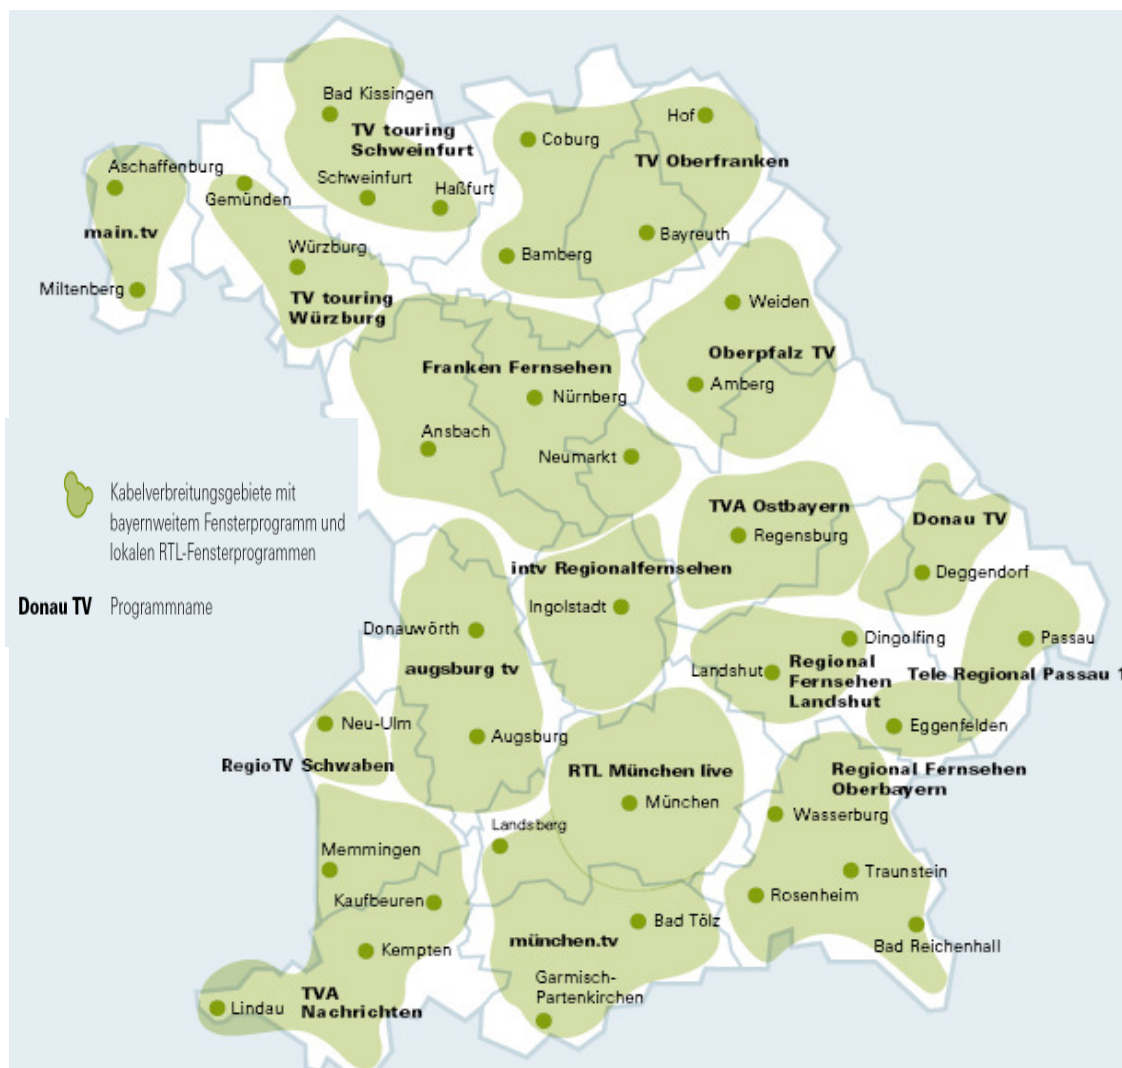 Bad Kissingen
TV touring
Schweinfurt
Schweinfurt
Haßfurt
Coburg
Hof
TV Oberfranken
Bayreuth
Bamberg
Aschaffenburg
main.tv
Miltenberg
Gemünden
Würzburg
TV touring
Würzburg
Weiden
Oberpfalz TV
Amberg
Franken Fernsehen
Nürnberg
Ansbach
Neumarkt
Kabelverbreitungsgebiete mit
bayernweitem Fensterprogramm und
lokalen RTL-Fensterprogrammen
Donau TV Programmname
TVA Ostbayern
Regensburg
Donau TV
Deggendorf
intv Regionalfernsehen
Ingolstadt
Donauwörth
augsburg tv
Augsburg
Landshut
Dingolfing
Regional
Fernsehen
Landshut
Passau
Tele Regional Passau 1
Eggenfelden
Neu-Ulm
RegioTV Schwaben
RTL München live
München
Regional Fernsehen
Oberbayern
Wasserburg
Traunstein
Rosenheim
Bad Reichenhall
Landsberg
Memmingen
Kaufbeuren
Kempten
Bad Tölz
münchen.tv
Garmisch-
Partenkirchen
Lindau
TVA
Nachrichten